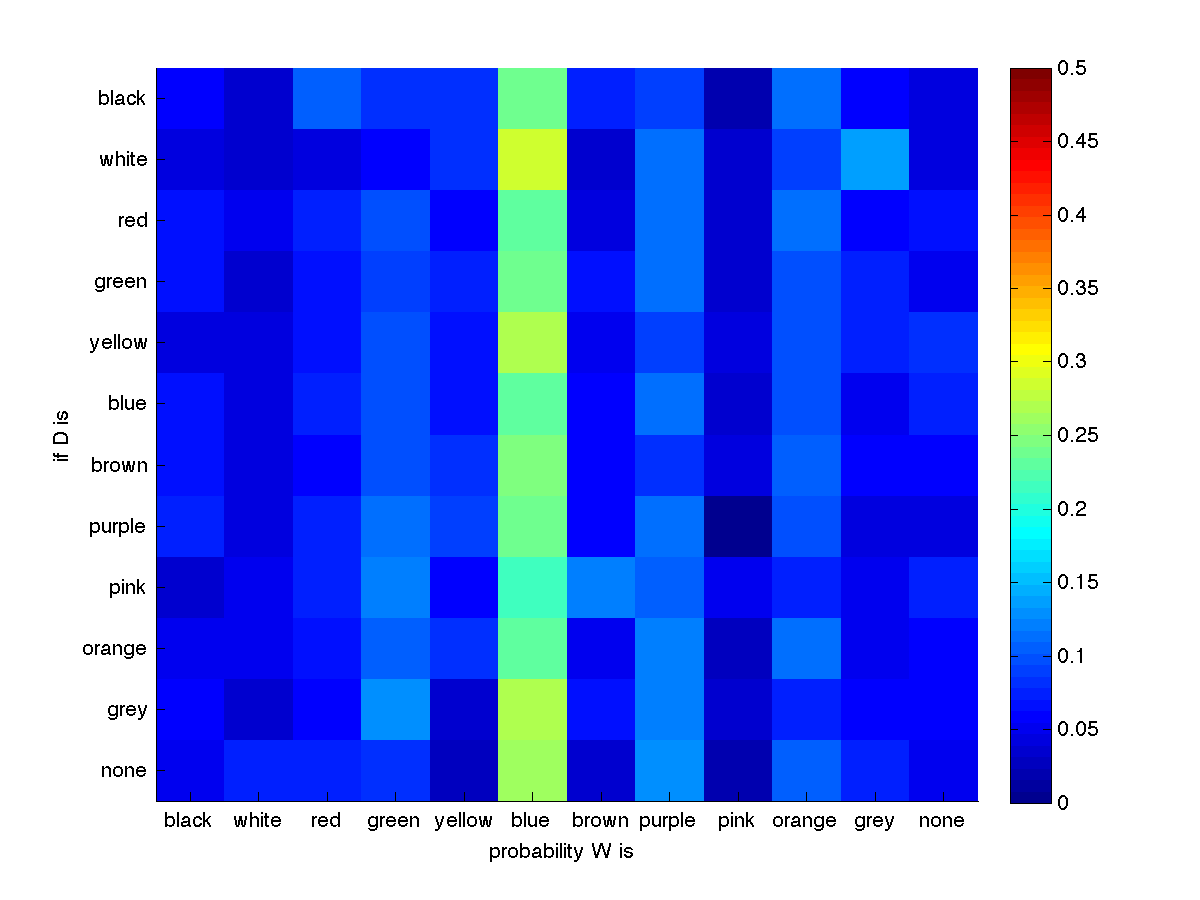 black
white
red
green
yellow
blue
brown
purple
pink
orange
grey
none
if D is
black white red green yellow blue brown purple pink orange grey none
probability W is
0.5
0.45
0.4
0.35
0.3
0.25
0.2
0.15
0.1
0.05
0